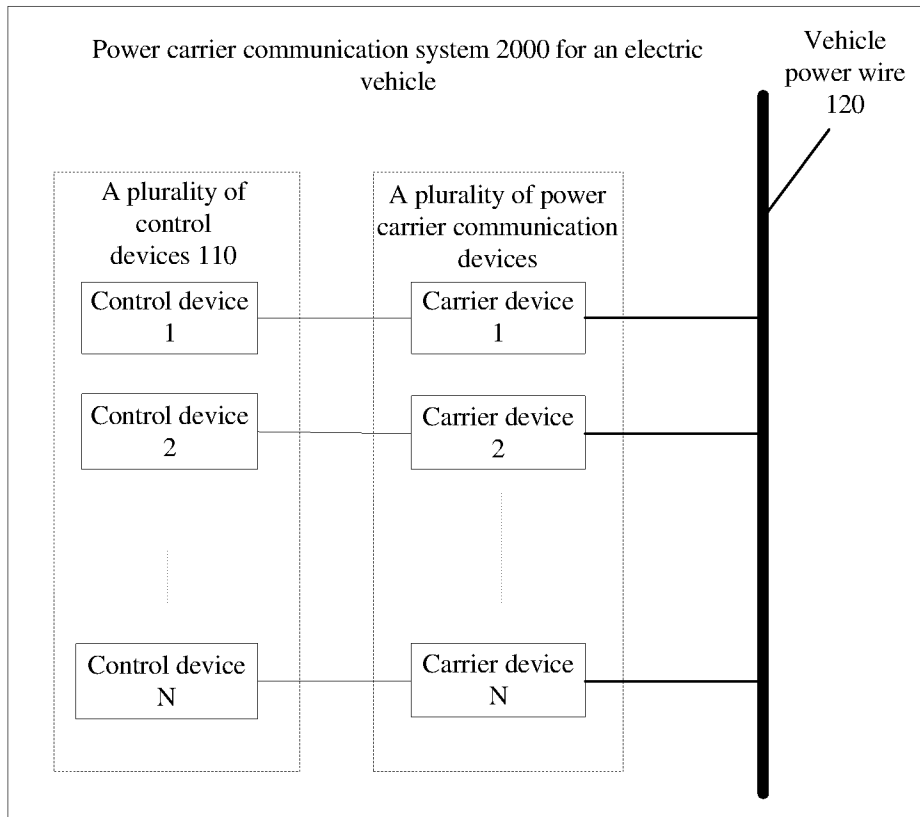 Power carrier communication system 2000 for an electric
vehicle
Vehicle
power wire
120
A plurality of
control
devices 110
A plurality of power
carrier communication
devices
Control device
1
Carrier device
1
Control device
2
Carrier device
2
Control device
N
Carrier device
N